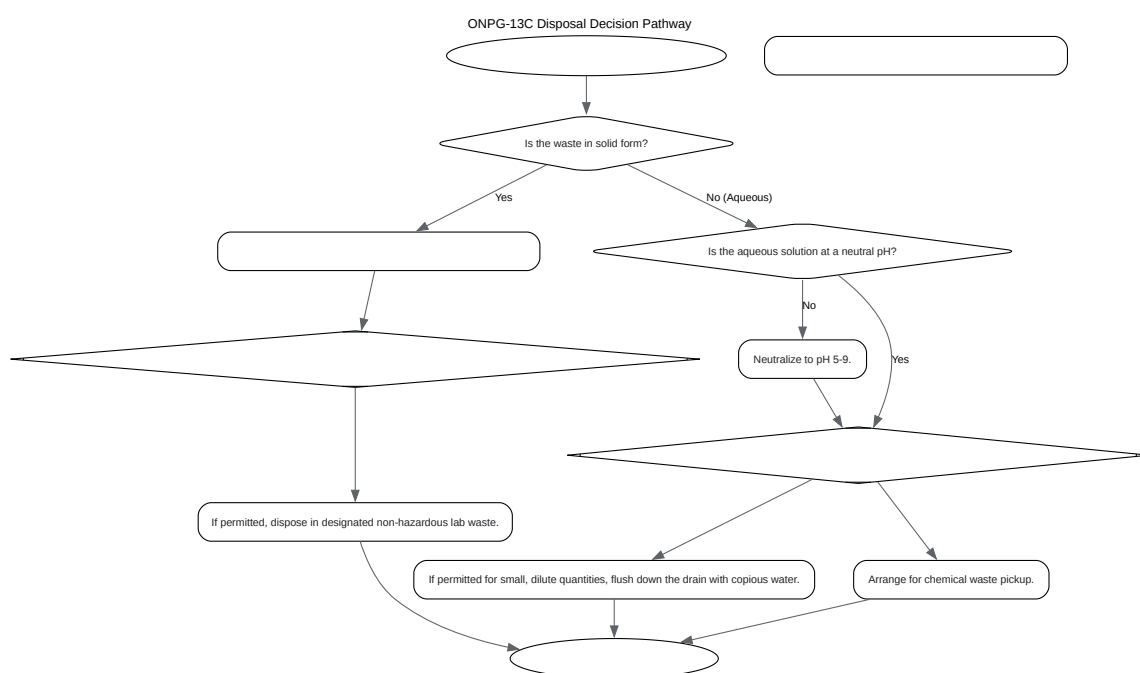 ONPG-13C Disposal Decision Pathway
Is the waste in solid form?
Yes
No (Aqueous)
Is the aqueous solution at a neutral pH?
No
Neutralize to pH 5-9.
Yes
If permitted, dispose in designated non-hazardous lab waste.
If permitted for small, dilute quantities, flush down the drain with copious water.
Arrange for chemical waste pickup.